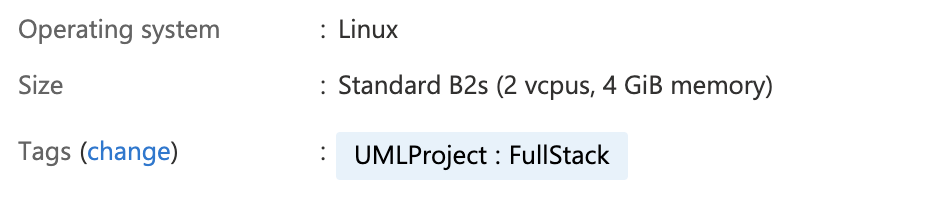 Operating system : Linux
Size : Standard B2s (2 vcpus, 4 GiB memory)
Tags (change) : UMLProject : FullStack